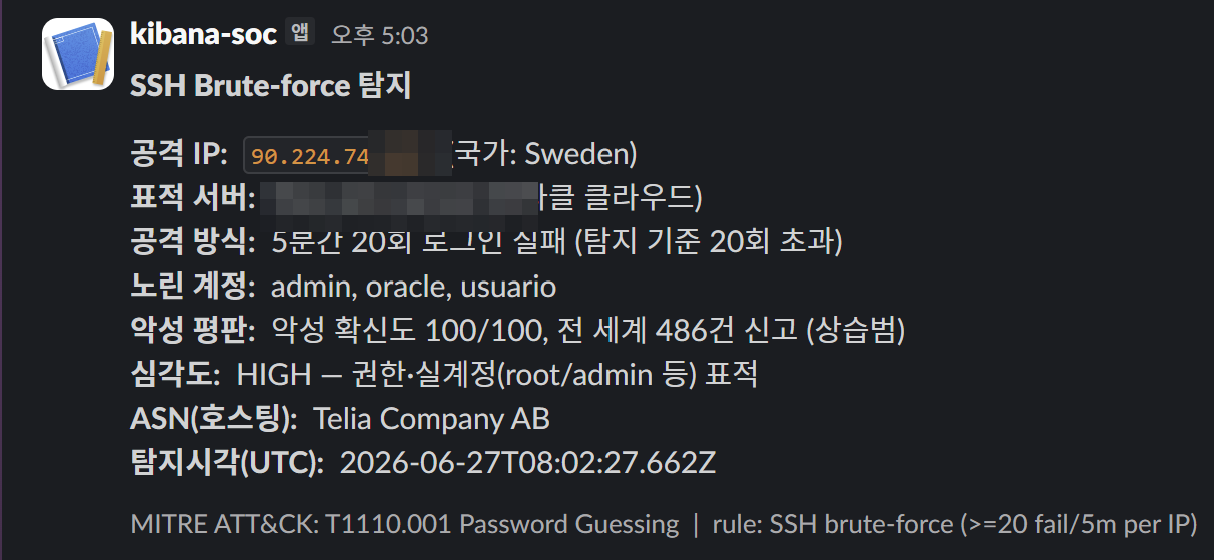 kibana-soc 앱 오후 5:03
SSH Brute-force 탐지
공격 IP: 90.224.74 (국가: Sweden)
표적 서버: 클 클라우드)
공격 방식: 5분간 20회 로그인 실패 (탐지 기준 20회 초과)
노린 계정: admin, oracle, usuario
악성 평판: 악성 확신도 100/100, 전 세계 486건 신고 (상습범)
심각도: HIGH — 권한·실계정(root/admin 등) 표적
ASN(호스팅): Telia Company AB
탐지시각(UTC): 2026-06-27T08:02:27.662Z
MITRE ATT&CK: T1110.001 Password Guessing | rule: SSH brute-force (>=20 fail/5m per IP)